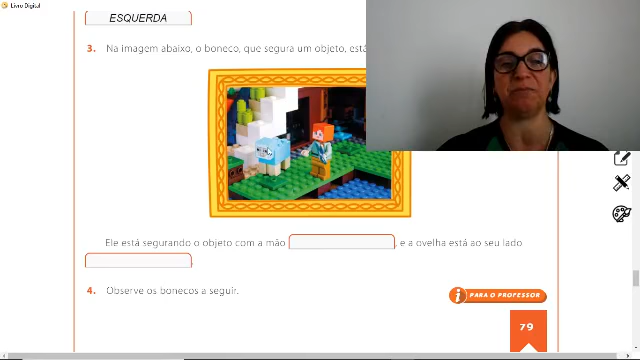 Livro Digital
ESQUERDA
3. Na imagem abaixo, o boneco, que segura um objeto, está
Ele está segurando o objeto com a mão , e a ovelha está ao seu lado
.
4. Observe os bonecos a seguir.
i PARA O PROFESSOR
79